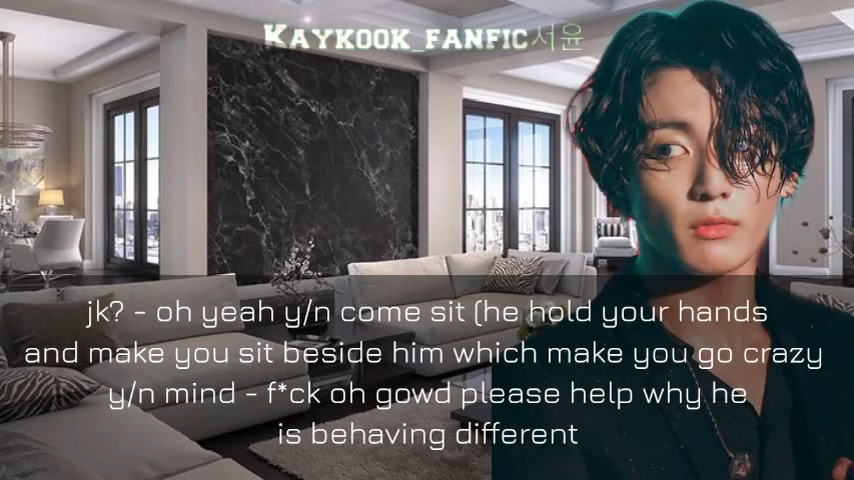 Kaykook_fanfic서윤
jk? - oh yeah y/n come sit (he hold your hands
and make you sit beside him which make you go crazy
y/n mind - f*ck oh gowd please help why he
is behaving different